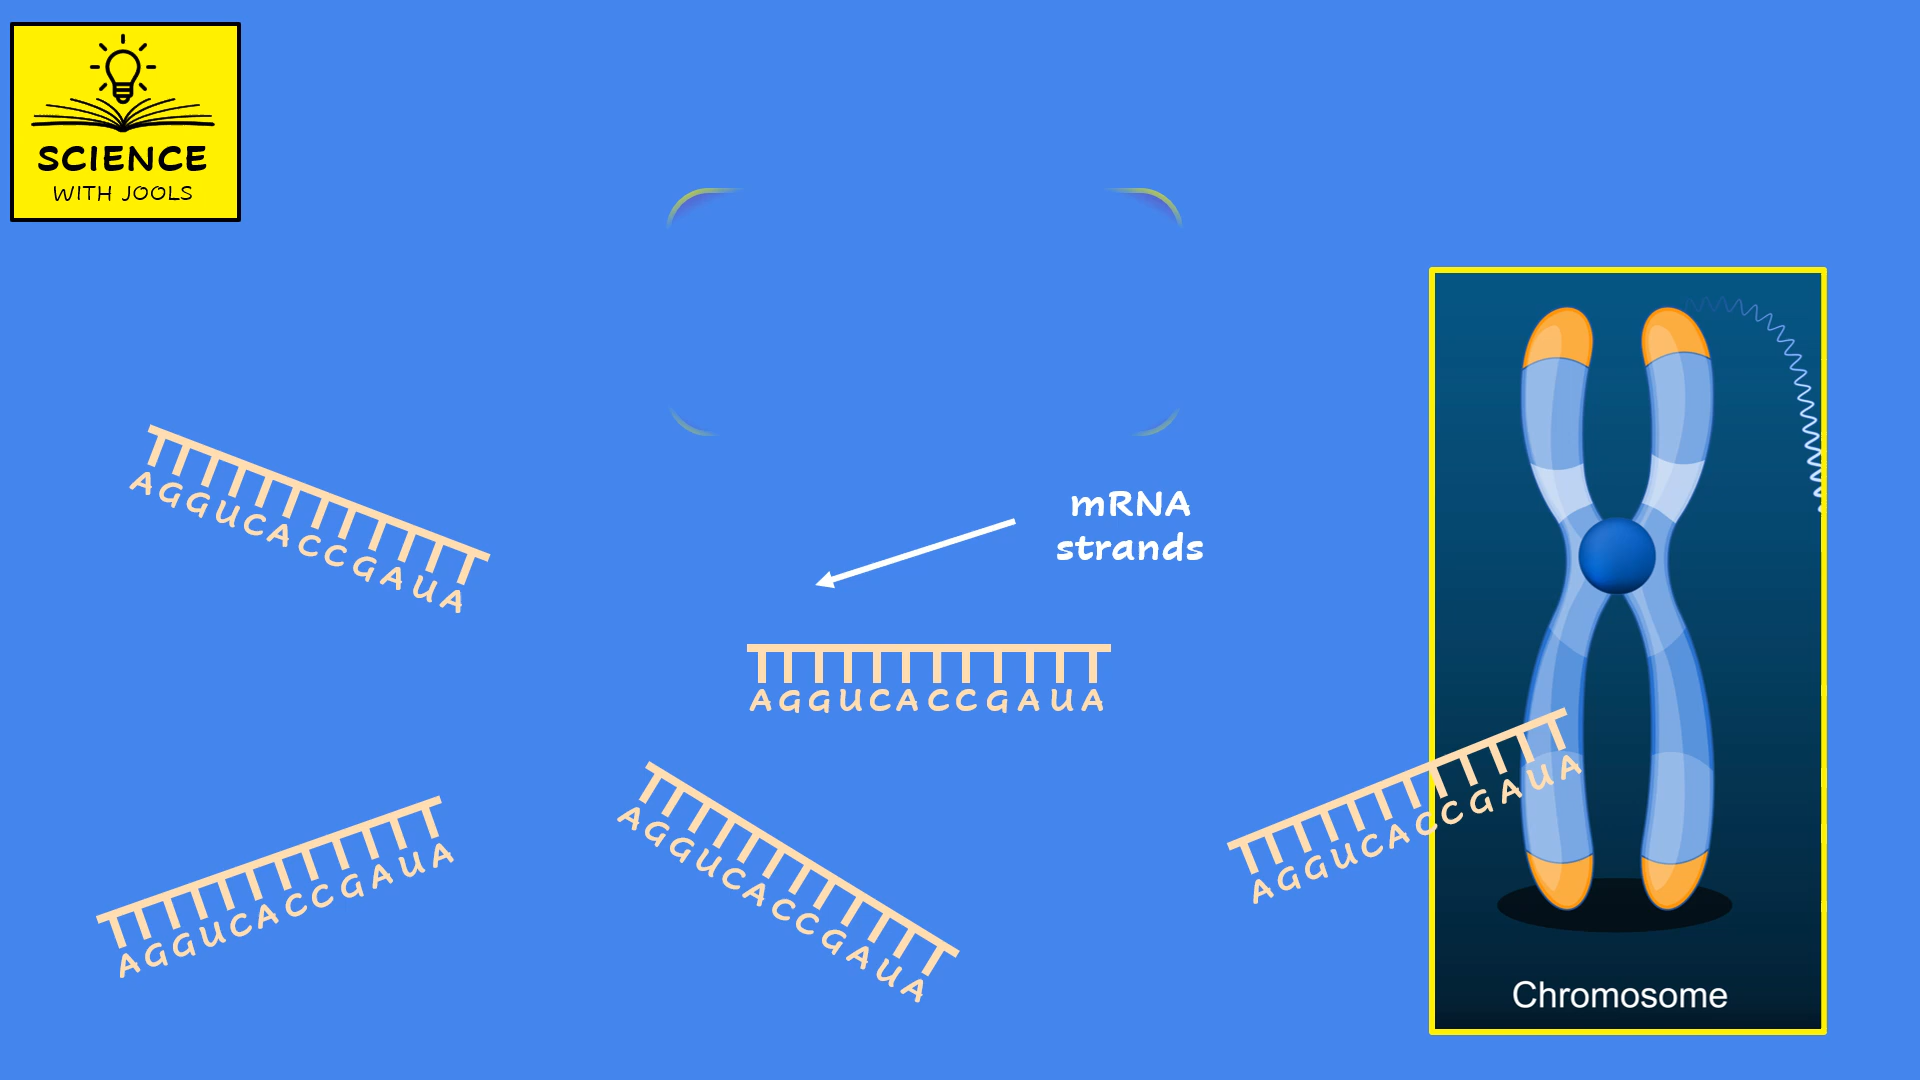 SCIENCE
WITH JOOLS
mRNA
strands
AGGUCACCGAUA
AGGUCACCGAUA
AGGUCACCGAUA
AGGUCACCGAUA
AGGUCACCGAUA
Chromosome